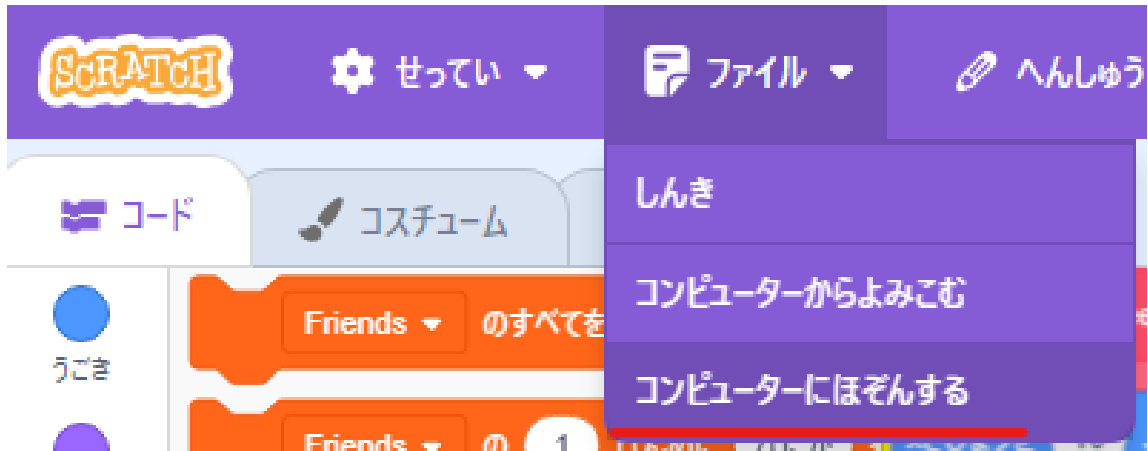 SCRATCH せってい ファイル へんしゅう
しんき
コード コスチューム
コンピューターからよみこむ
Friends のすべてを
うごき
コンピューターにほぞんする
Friends の 1